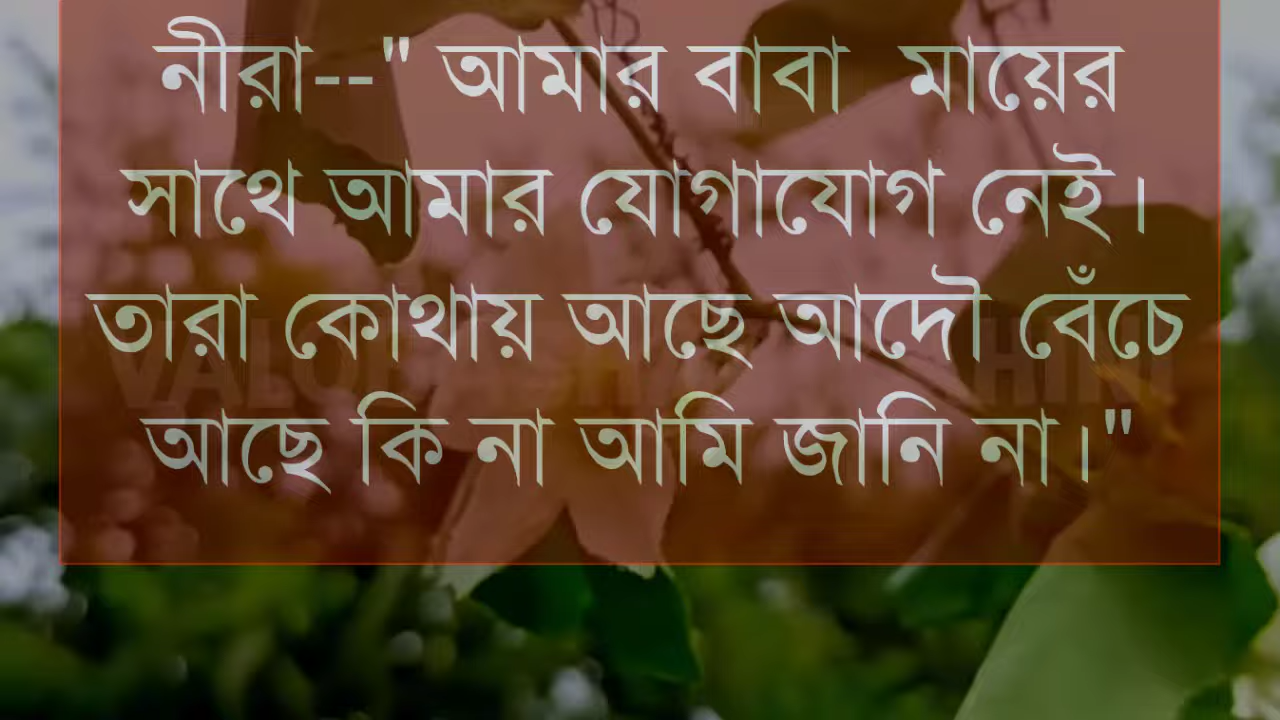 নীরা--" আমার বাবা মায়ের
সাথে আমার যোগাযোগ নেই।
তারা কোথায় আছে আদৌ বেঁচে
আছে কি না আমি জানি না।"